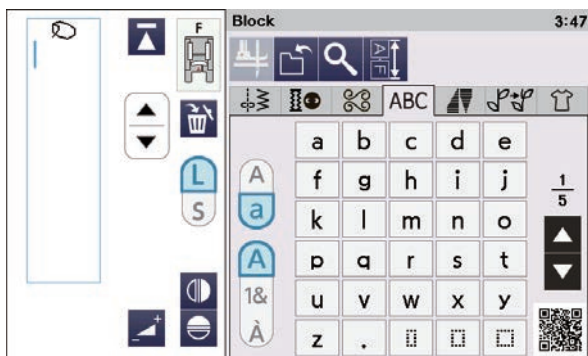 F
Block 3:47
A F
ABC
a b c d e
L
S
A
a
f g h i j
1
5
k l m n o
A
1&
À
p q r s t
u v w x y
z .